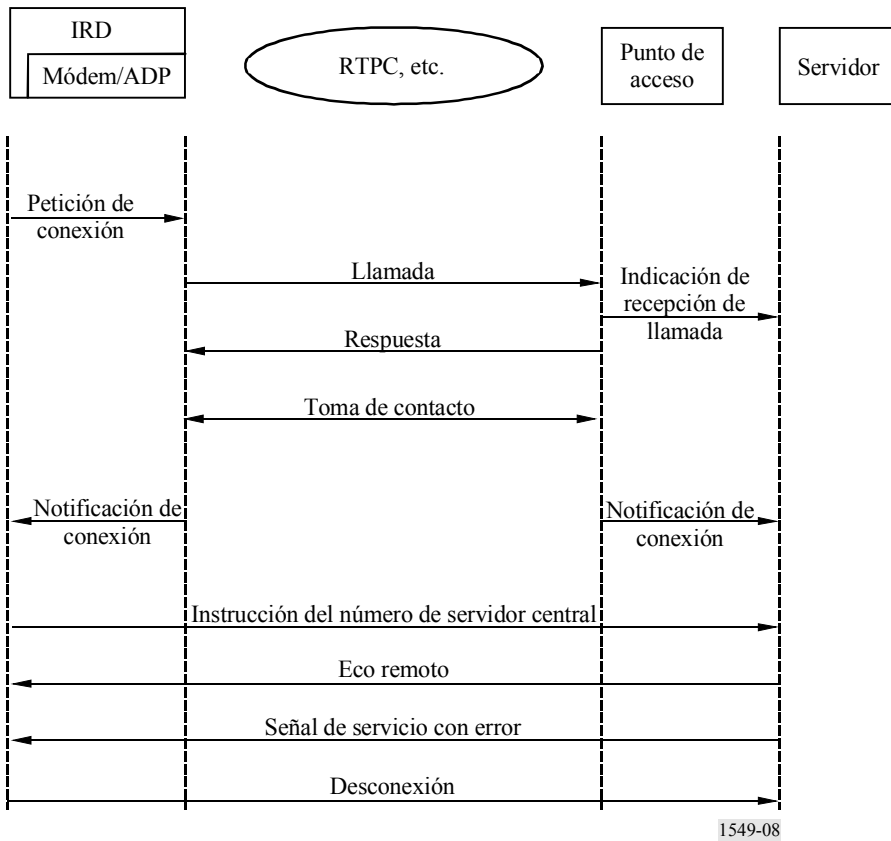 IRD
Módem/ADP
RTPC, etc.
Punto de
acceso
Servidor
Petición de
conexión
Llamada
Indicación de
recepción de
llamada
Respuesta
Toma de contacto
Notificación de
conexión
Notificación de
conexión
Instrucción del número de servidor central
Eco remoto
Señal de servicio con error
Desconexión
1549-08